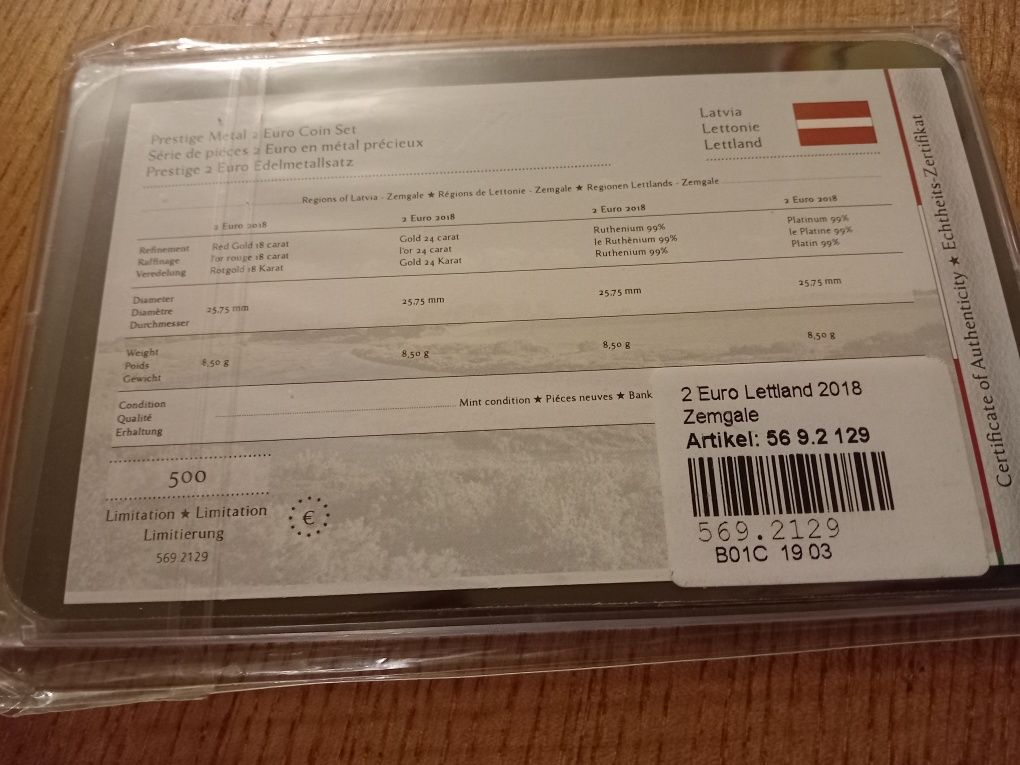 Prestige Metal 2 Euro Coin Set
Série de pièces 2 Euro en métal précieux
Prestige 2 Euro Edelmetallsatz
Latvia
Lettonie
Lettland
Regions of Latvia - Zemgale ★ Régions de Lettonie - Zemgale ★ Regionen Lettlands - Zemgale
2 Euro 2018 2 Euro 2018 2 Euro 2018 2 Euro 2018
Refinement Red Gold 18 carat Gold 24 carat Ruthenium 99% Platinum 99%
Raffinage l'or rouge 18 carat l'or 24 carat le Ruthènium 99% le Platine 99%
Veredelung Rotgold 18 Karat Gold 24 Karat Ruthenium 99% Platin 99%
Diameter
Diamètre 25,75 mm 25,75 mm 25,75 mm 25,75 mm
Durchmesser
Weight
Poids 8,50 g 8,50 g 8,50 g 8,50 g
Gewicht
Condition
Qualité Mint condition ★ Piéces neuves ★ Bank
Erhaltung
500
Limitation ★ Limitation
Limitierung
569 2129
€
2 Euro Lettland 2018
Zemgale
Artikel: 56 9.2 129
569.2129
B01C 19 03
Certificate of Authenticity ★ Echtheits-Zertifikat